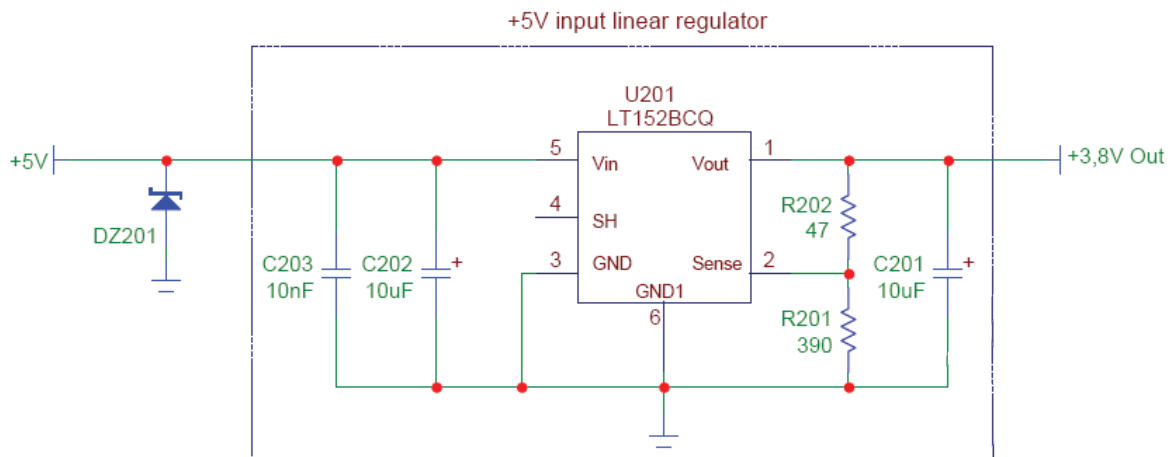 +5V input linear regulator
U201
LT152BCQ
+5V
5
Vin
Vout
1
+3,8V Out
4
SH
R202
47
DZ201
3
GND
Sense
2
C203
10nF
C202
10uF
+
GND1
6
R201
390
C201
10uF
+